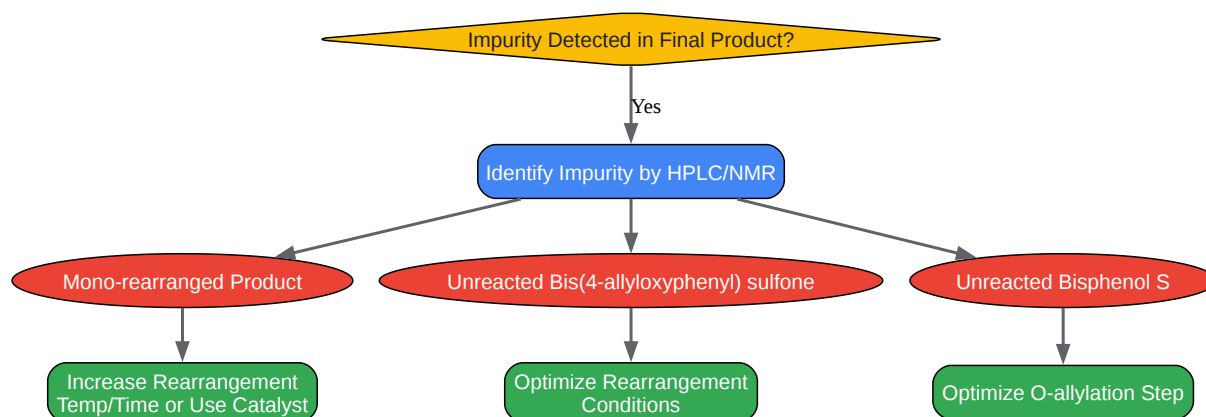 Impurity Detected in Final Product?
Yes
Identify Impurity by HPLC/NMR
Mono-rearranged Product
Unreacted Bis(4-allyloxyphenyl) sulfone
Unreacted Bisphenol S
Increase Rearrangement
Temp/Time or Use Catalyst
Optimize Rearrangement
Conditions
Optimize O-allylation Step